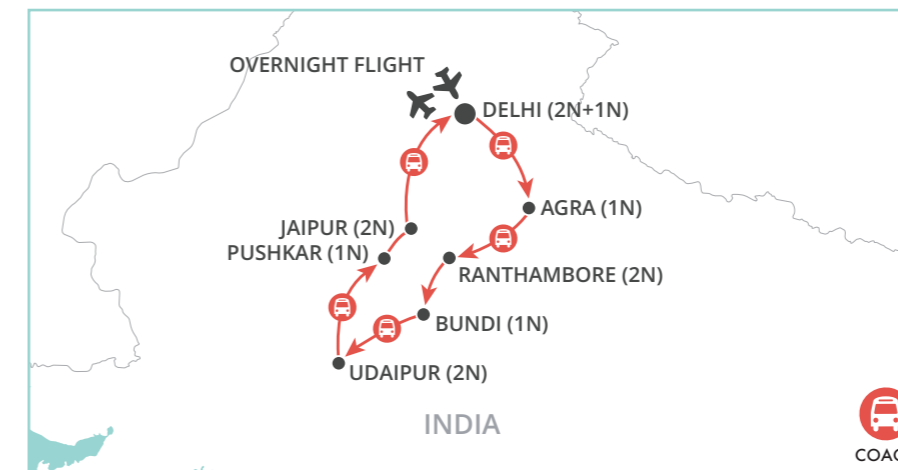 OVERNIGHT FLIGHT
DELHI (2N+1N)
AGRA (1N)
JAIPUR (2N)
PUSHKAR (1N)
RANTHAMBORE (2N)
BUNDI (1N)
UDAIPUR (2N)
INDIA